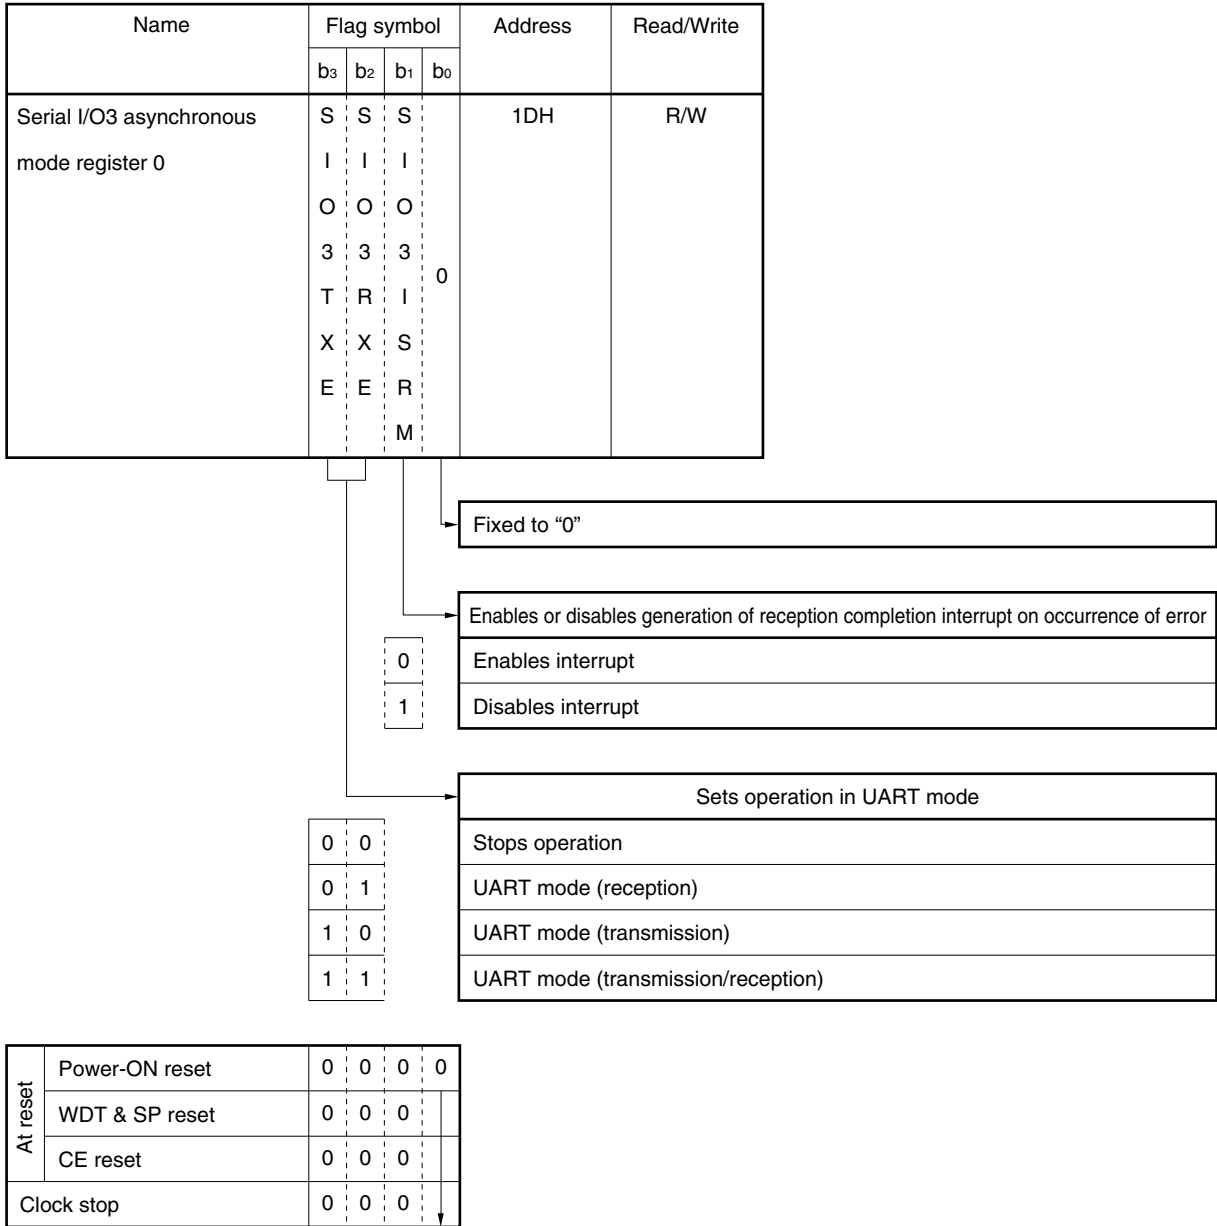 Name Flag symbol Address Read/Write
b3 b2 b1 b0
Serial I/O3 asynchronous S S S 1DH R/W
mode register 0 I I I
O O O
3 3 3
0
T R I
X X S
E E R
M
Fixed to “0”
Enables or disables generation of reception completion interrupt on occurrence of error
0 Enables interrupt
1 Disables interrupt
Sets operation in UART mode
0 0 Stops operation
0 1 UART mode (reception)
1 0 UART mode (transmission)
1 1 UART mode (transmission/reception)
At reset
Power-ON reset 0 0 0 0
WDT & SP reset 0 0 0
CE reset 0 0 0
Clock stop 0 0 0